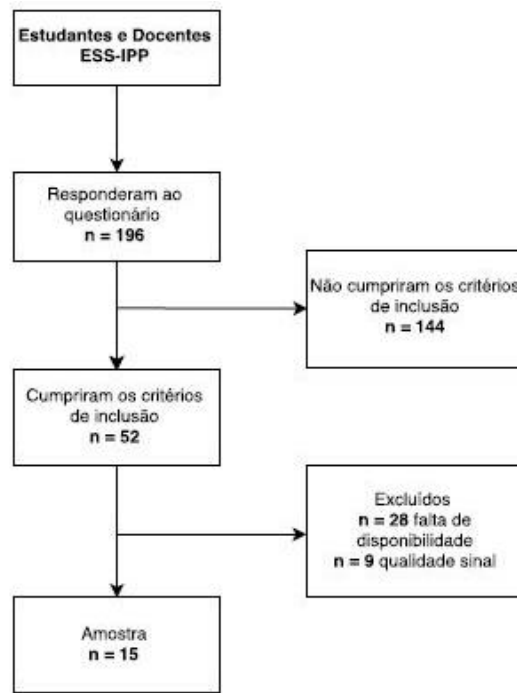 Estudantes e Docentes
ESS-IPP
Responderam ao
questionário
n = 196
Não cumpriram os critérios
de inclusão
n = 144
Cumpriram os critérios
de inclusão
n = 52
Excluídos
n = 28 falta de
disponibilidade
n = 9 qualidade sinal
Amostra
n = 15